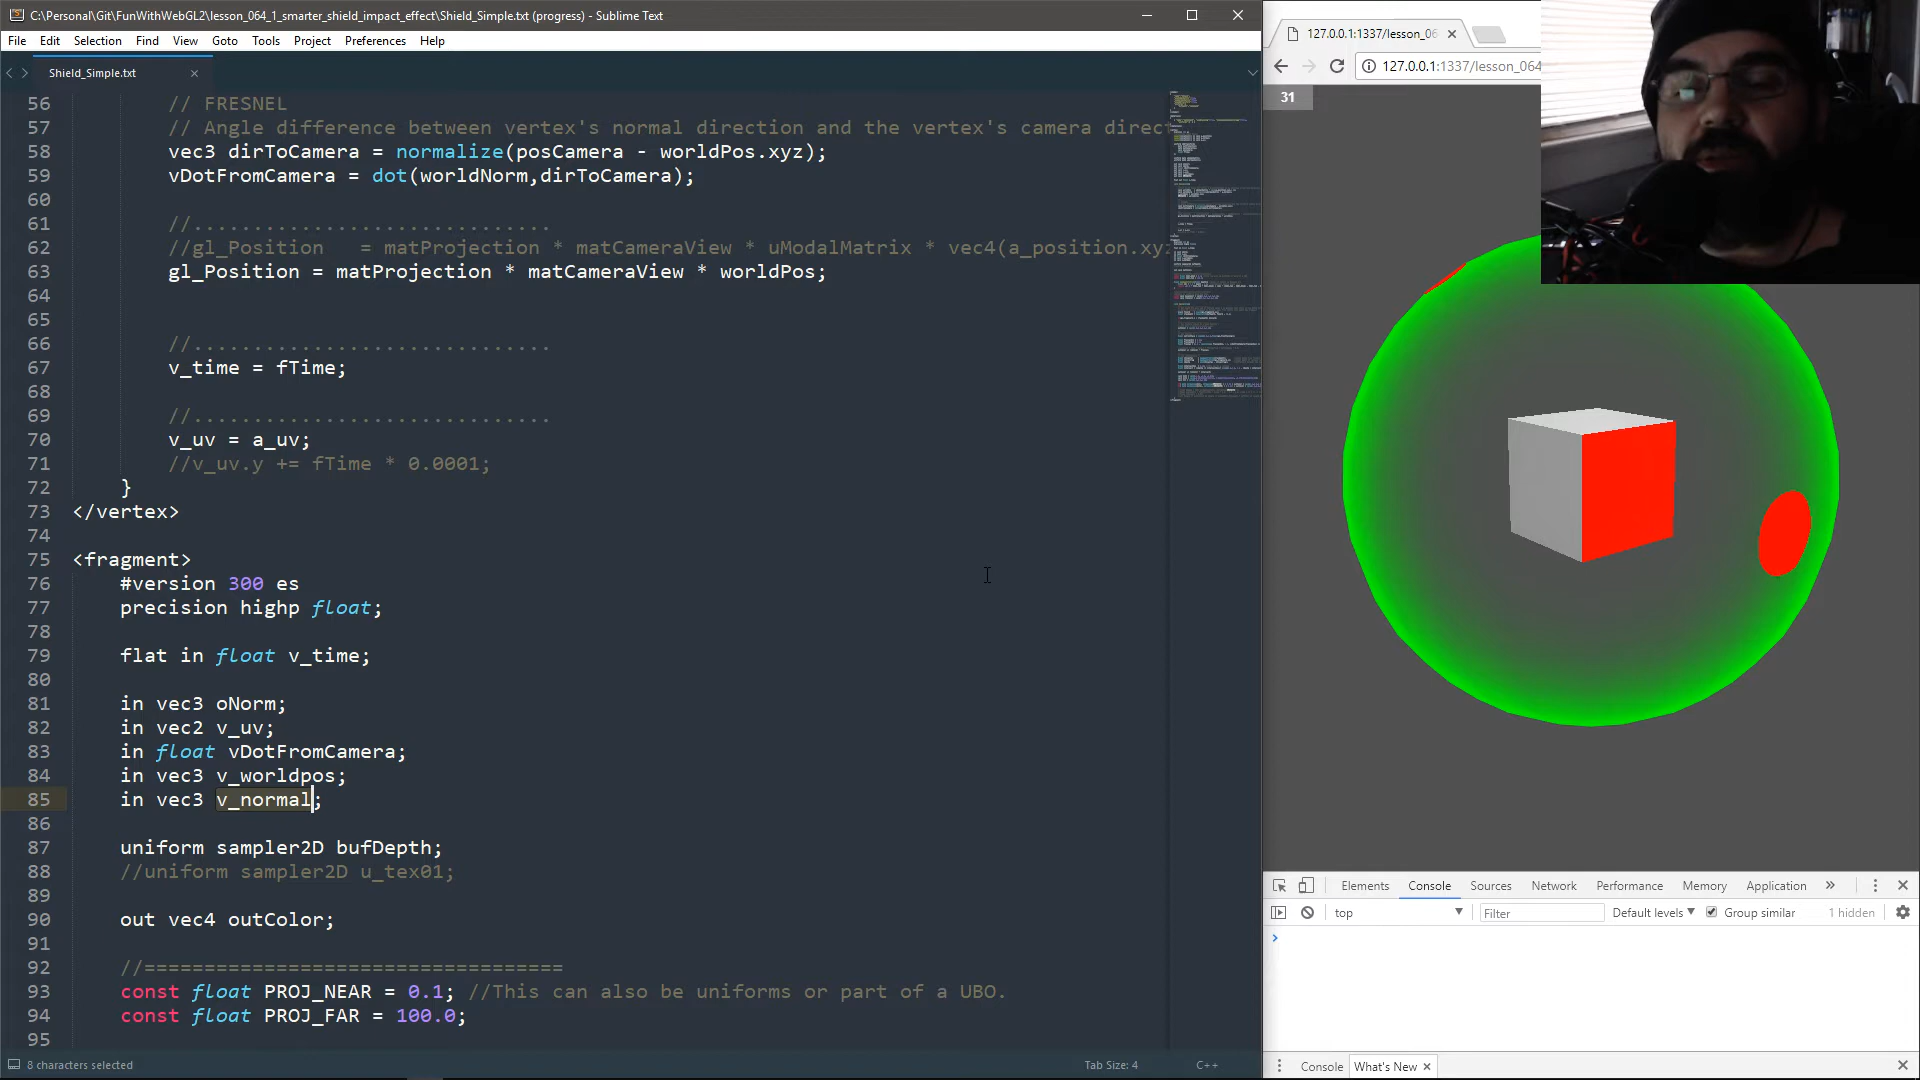 C:\Personal\Git\FunWithWebGL2\lesson_064_1_smarter_shield_impact_effect\Shield_Simple.txt (progress) - Sublime Text
File Edit Selection Find View Goto Tools Project Preferences Help
Shield_Simple.txt
56 // FRESNEL
57 // Angle difference between vertex's normal direction and the vertex's camera direct
58 vec3 dirToCamera = normalize(posCamera - worldPos.xyz);
59 vDotFromCamera = dot(worldNorm,dirToCamera);
60
61 //..............................
62 //gl_Position   = matProjection * matCameraView * uModalMatrix * vec4(a_position.xyz
63 gl_Position = matProjection * matCameraView * worldPos;
64
65
66 //..............................
67 v_time = fTime;
68
69 //..............................
70 v_uv = a_uv;
71 //v_uv.y += fTime * 0.0001;
72 }
73 </vertex>
74
75 <fragment>
76 #version 300 es
77 precision highp float;
78
79 flat in float v_time;
80
81 in vec3 oNorm;
82 in vec2 v_uv;
83 in float vDotFromCamera;
84 in vec3 v_worldpos;
85 in vec3 v_normal;
86
87 uniform sampler2D bufDepth;
88 //uniform sampler2D u_tex01;
89
90 out vec4 outColor;
91
92 //===================================
93 const float PROJ_NEAR = 0.1; //This can also be uniforms or part of a UBO.
94 const float PROJ_FAR = 100.0;
95
8 characters selected
Tab Size: 4
C++
127.0.0.1:1337/lesson_06
127.0.0.1:1337/lesson_064
31
Elements Console Sources Network Performance Memory Application »
top Filter Default levels Group similar 1 hidden
Console What's New